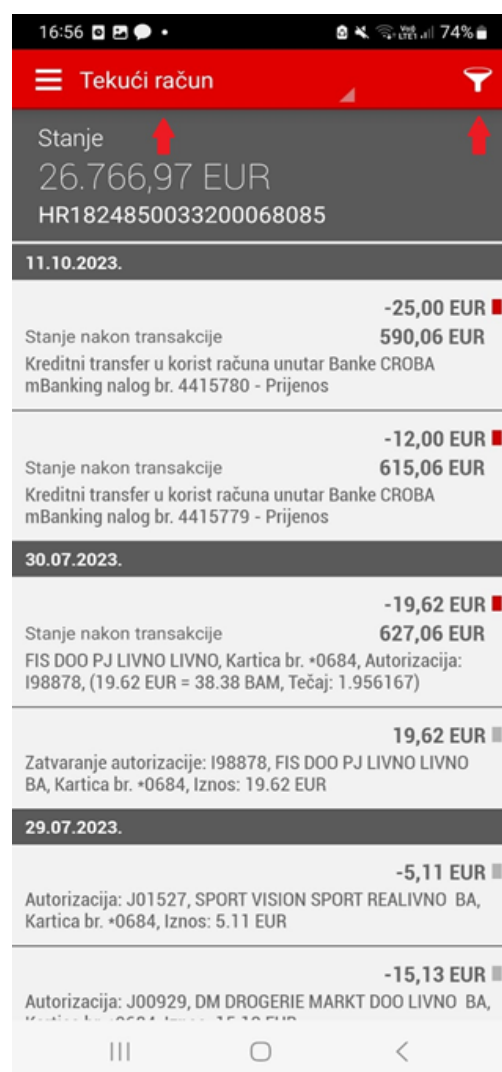 16:56 74%
Tekući račun
Stanje
26.766,97 EUR
HR1824850033200068085
11.10.2023.
-25,00 EUR
Stanje nakon transakcije 590,06 EUR
Kreditni transfer u korist računa unutar Banke CROBA
mBanking nalog br. 4415780 - Prijenos
-12,00 EUR
Stanje nakon transakcije 615,06 EUR
Kreditni transfer u korist računa unutar Banke CROBA
mBanking nalog br. 4415779 - Prijenos
30.07.2023.
-19,62 EUR
Stanje nakon transakcije 627,06 EUR
FIS DOO PJ LIVNO LIVNO, Kartica br. *0684, Autorizacija:
I98878, (19.62 EUR = 38.38 BAM, Tečaj: 1.956167)
19,62 EUR
Zatvaranje autorizacije: I98878, FIS DOO PJ LIVNO LIVNO
BA, Kartica br. *0684, Iznos: 19.62 EUR
29.07.2023.
-5,11 EUR
Autorizacija: J01527, SPORT VISION SPORT REALIVNO BA,
Kartica br. *0684, Iznos: 5.11 EUR
-15,13 EUR
Autorizacija: J00929, DM DROGERIE MARKT DOO LIVNO BA,